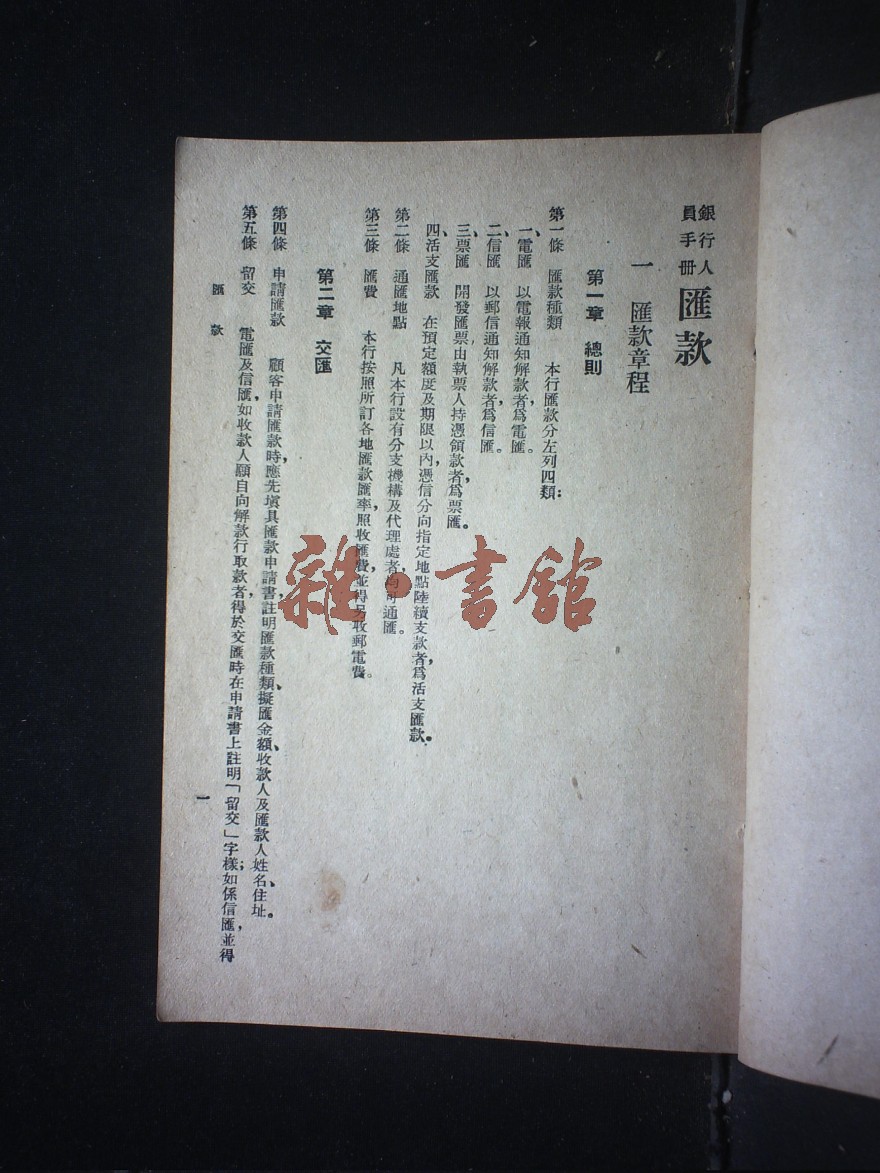 銀行人員手冊
匯款
一 匯款章程
第一章 總則
第一條 匯款種類 本行匯款分左列四類：
一、電匯 以電報通知解款者，爲電匯。
二、信匯 以郵信通知解款者，爲信匯。
三、票匯 開發匯票由執票人持憑領款者，爲票匯。
四、活支匯款 在預定額度及期限以內，憑信分向指定地點陸續支款者，爲活支匯款。
第二條 通匯地點 凡本行設有分支機構及代理處者，均可通匯。
第三條 匯費 本行按照所訂各地匯款匯率照收匯費，並得另收郵電費。
第二章 交匯
第四條 申請匯款 顧客申請匯款時，應先塡具匯款申請書，註明匯款種類、擬匯金額、收款人及匯款人姓名、住址。
第五條 留交 電匯及信匯，如收款人願自向解款行取款者，得於交匯時在申請書上註明「留交」字樣；如係信匯，並得
匯款
一
雜·書館